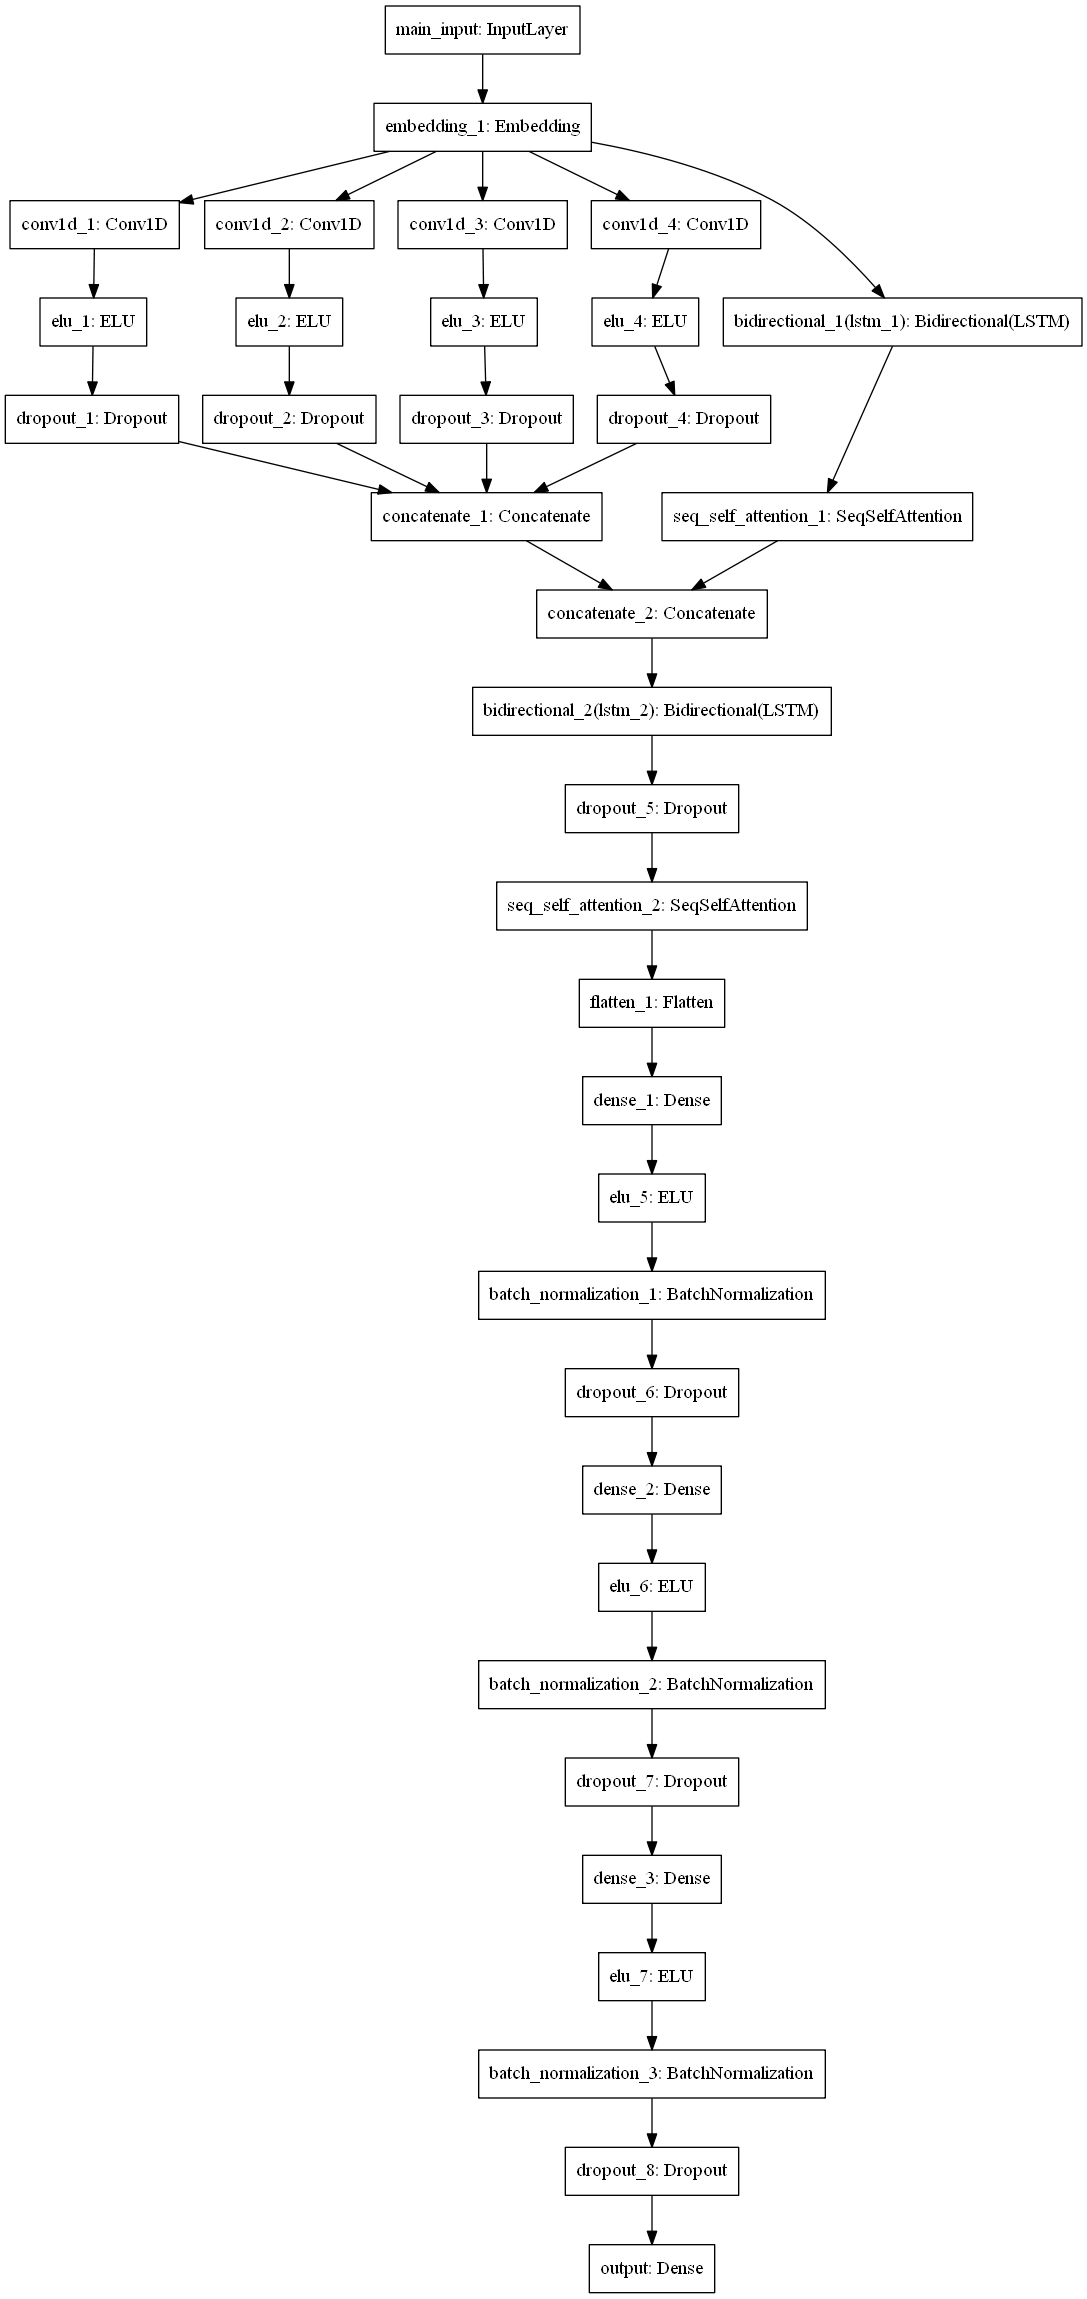 main_input: InputLayer
embedding_1: Embedding
conv1d_1: Conv1D
conv1d_2: Conv1D
conv1d_3: Conv1D
conv1d_4: Conv1D
elu_1: ELU
elu_2: ELU
elu_3: ELU
elu_4: ELU
bidirectional_1(lstm_1): Bidirectional(LSTM)
dropout_1: Dropout
dropout_2: Dropout
dropout_3: Dropout
dropout_4: Dropout
concatenate_1: Concatenate
seq_self_attention_1: SeqSelfAttention
concatenate_2: Concatenate
bidirectional_2(lstm_2): Bidirectional(LSTM)
dropout_5: Dropout
seq_self_attention_2: SeqSelfAttention
flatten_1: Flatten
dense_1: Dense
elu_5: ELU
batch_normalization_1: BatchNormalization
dropout_6: Dropout
dense_2: Dense
elu_6: ELU
batch_normalization_2: BatchNormalization
dropout_7: Dropout
dense_3: Dense
elu_7: ELU
batch_normalization_3: BatchNormalization
dropout_8: Dropout
output: Dense